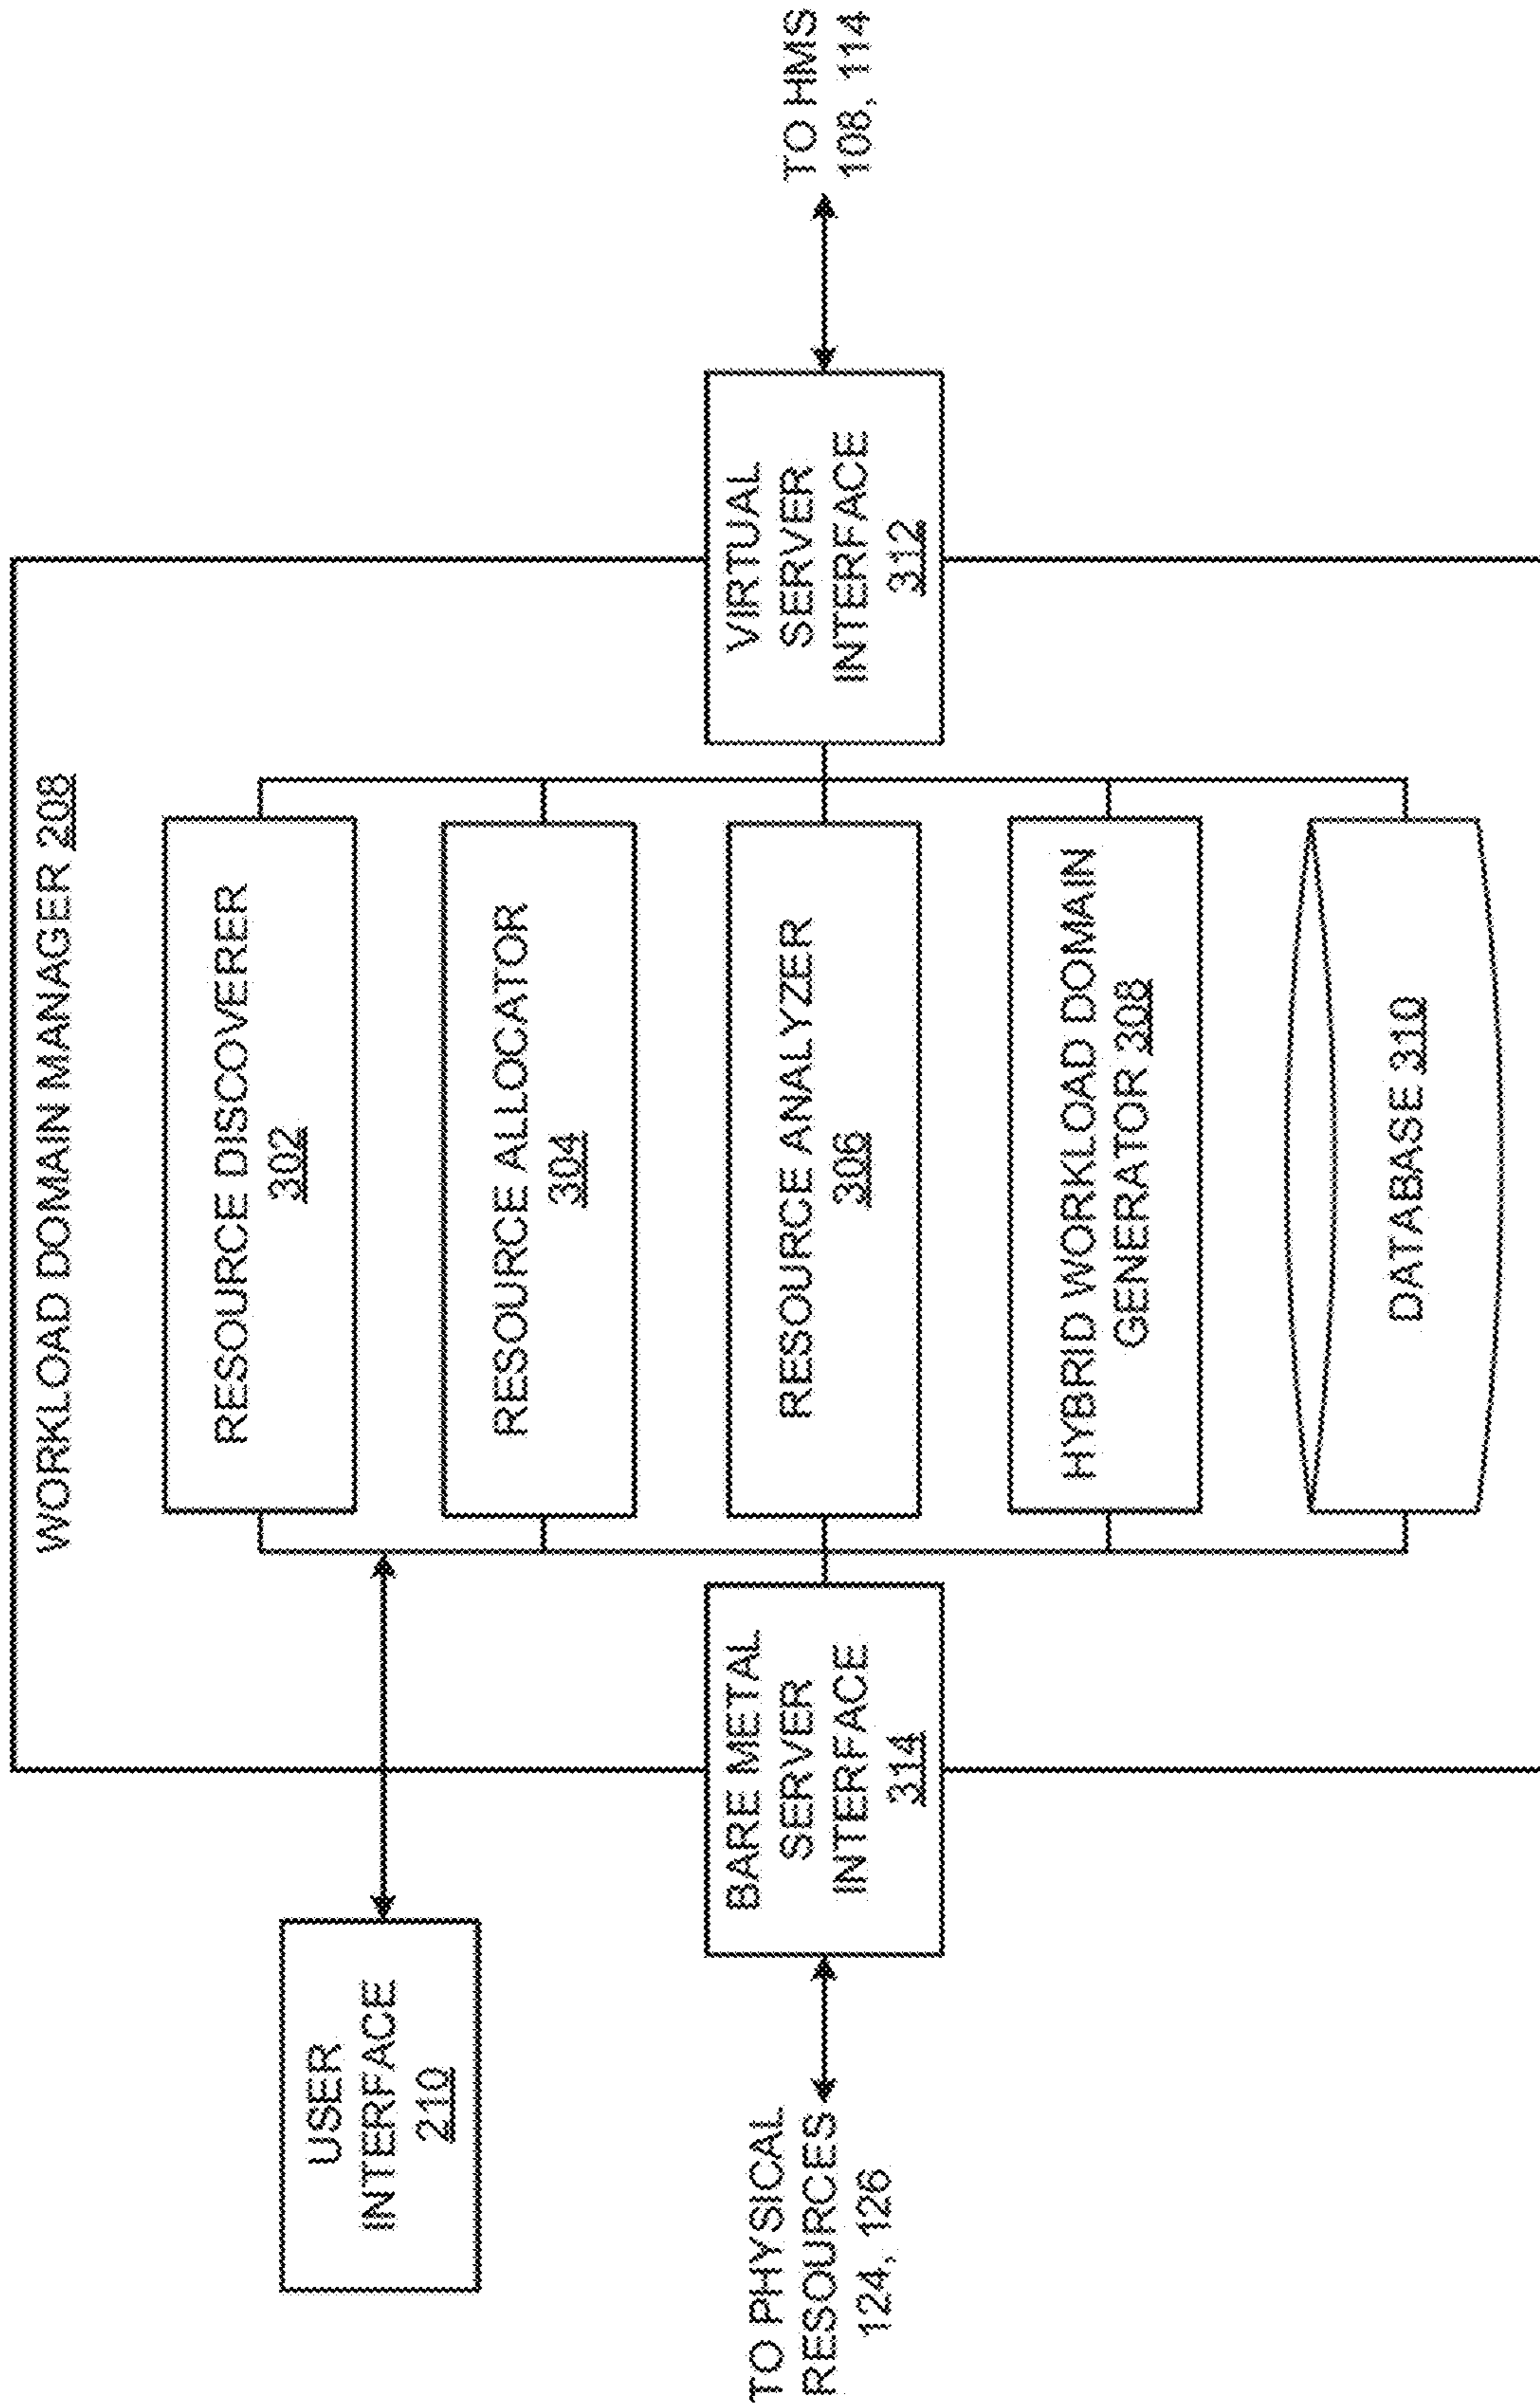 WORKLOAD DOMAIN MANAGER 208
USER
INTERFACE
210
RESOURCE DISCOVERER
302
RESOURCE ALLOCATOR
304
TO PHYSICAL
RESOURCES
124, 126
BARE METAL
SERVER
INTERFACE
314
RESOURCE ANALYZER
306
VIRTUAL
SERVER
INTERFACE
312
TO HMS
108, 114
HYBRID WORKLOAD DOMAIN
GENERATOR 308
DATABASE 310